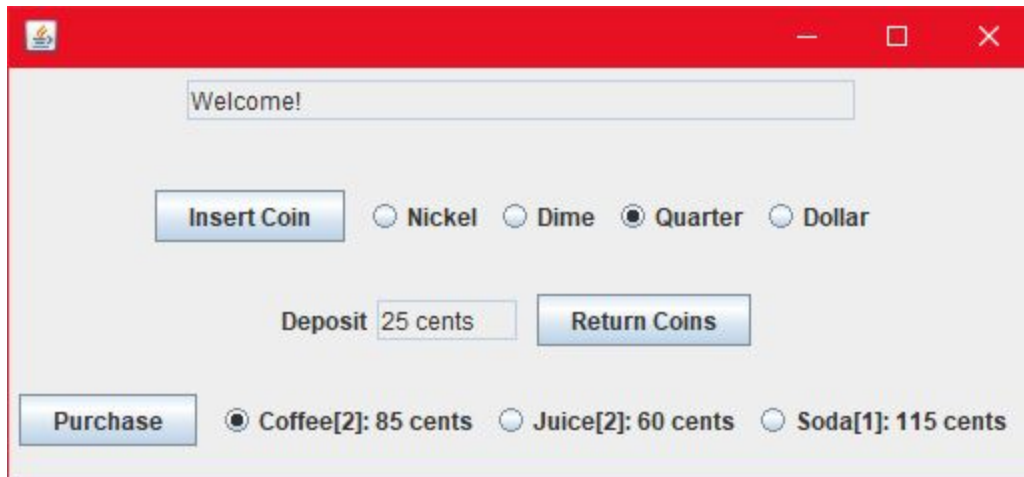 Welcome!
Insert Coin Nickel Dime Quarter Dollar
Deposit 25 cents Return Coins
Purchase Coffee[2]: 85 cents Juice[2]: 60 cents Soda[1]: 115 cents